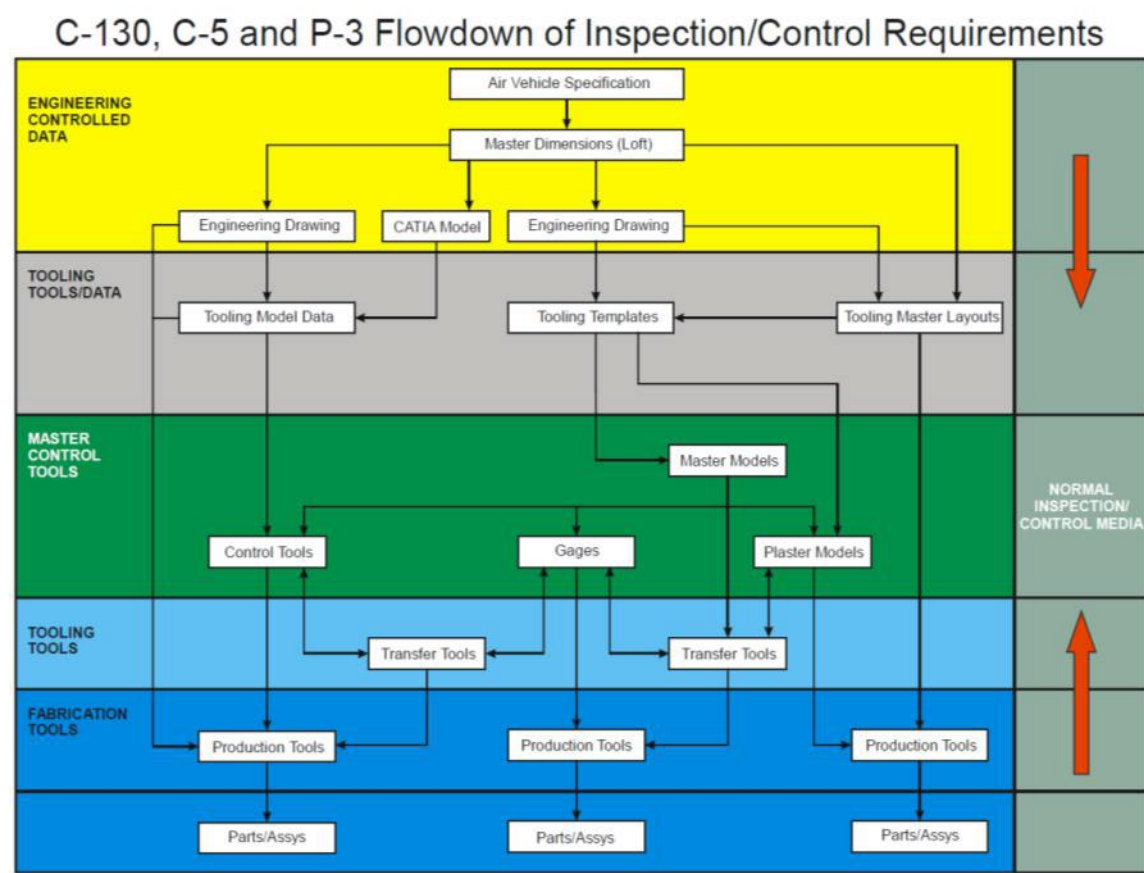 C-130, C-5 and P-3 Flowdown of Inspection/Control Requirements
ENGINEERING
CONTROLLED
DATA
Air Vehicle Specification
Master Dimensions (Loft)
Engineering Drawing
CATIA Model
Engineering Drawing
TOOLING
TOOLS/DATA
Tooling Model Data
Tooling Templates
Tooling Master Layouts
MASTER
CONTROL
TOOLS
Master Models
NORMAL
INSPECTION/
CONTROL MEDIA
Control Tools
Gages
Plaster Models
TOOLING
TOOLS
Transfer Tools
Transfer Tools
FABRICATION
TOOLS
Production Tools
Production Tools
Production Tools
Parts/Assys
Parts/Assys
Parts/Assys